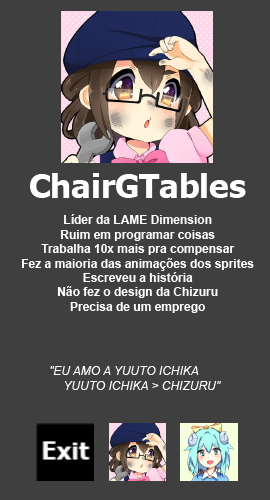 ChairGTables
Líder da LAME Dimension
Ruim em programar coisas
Trabalha 10x mais pra compensar
Fez a maioria das animações dos sprites
Escreveu a história
Não fez o design da Chizuru
Precisa de um emprego
"EU AMO A YUUTO ICHIKA
YUUTO ICHIKA > CHIZURU"
Exit